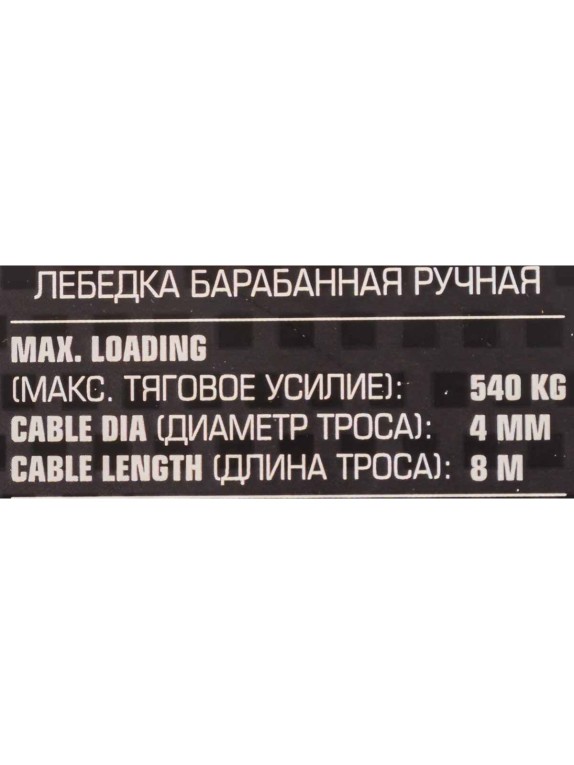 ЛЕБЕДКА БАРАБАННАЯ РУЧНАЯ
MAX. LOADING
(МАКС. ТЯГОВОЕ УСИЛИЕ): 540 KG
CABLE DIA (ДИАМЕТР ТРОСА): 4 MM
CABLE LENGTH (ДЛИНА ТРОСА): 8 M